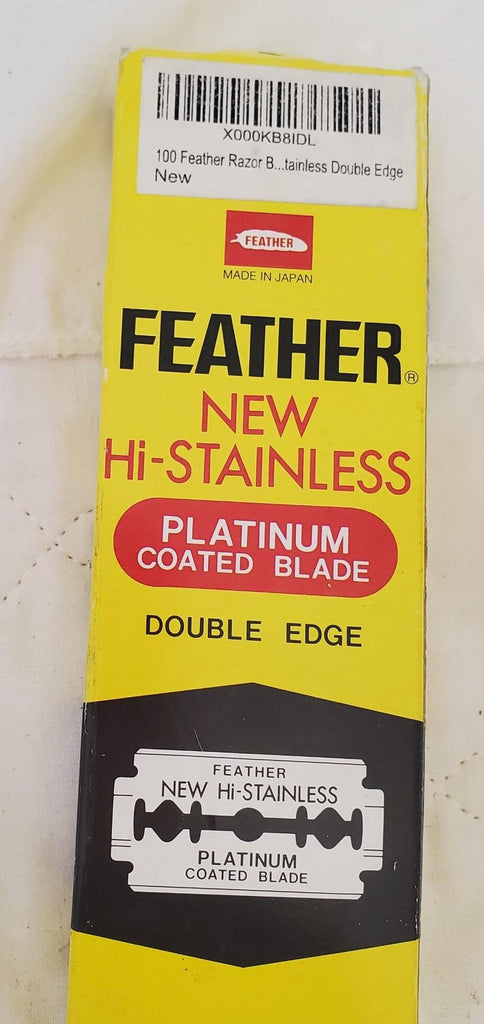 X000KB8IDL
100 Feather Razor B...tainless Double Edge
New
FEATHER
MADE IN JAPAN
FEATHER®
NEW
Hi-STAINLESS
PLATINUM
COATED BLADE
DOUBLE EDGE
FEATHER
NEW Hi-STAINLESS
PLATINUM
COATED BLADE